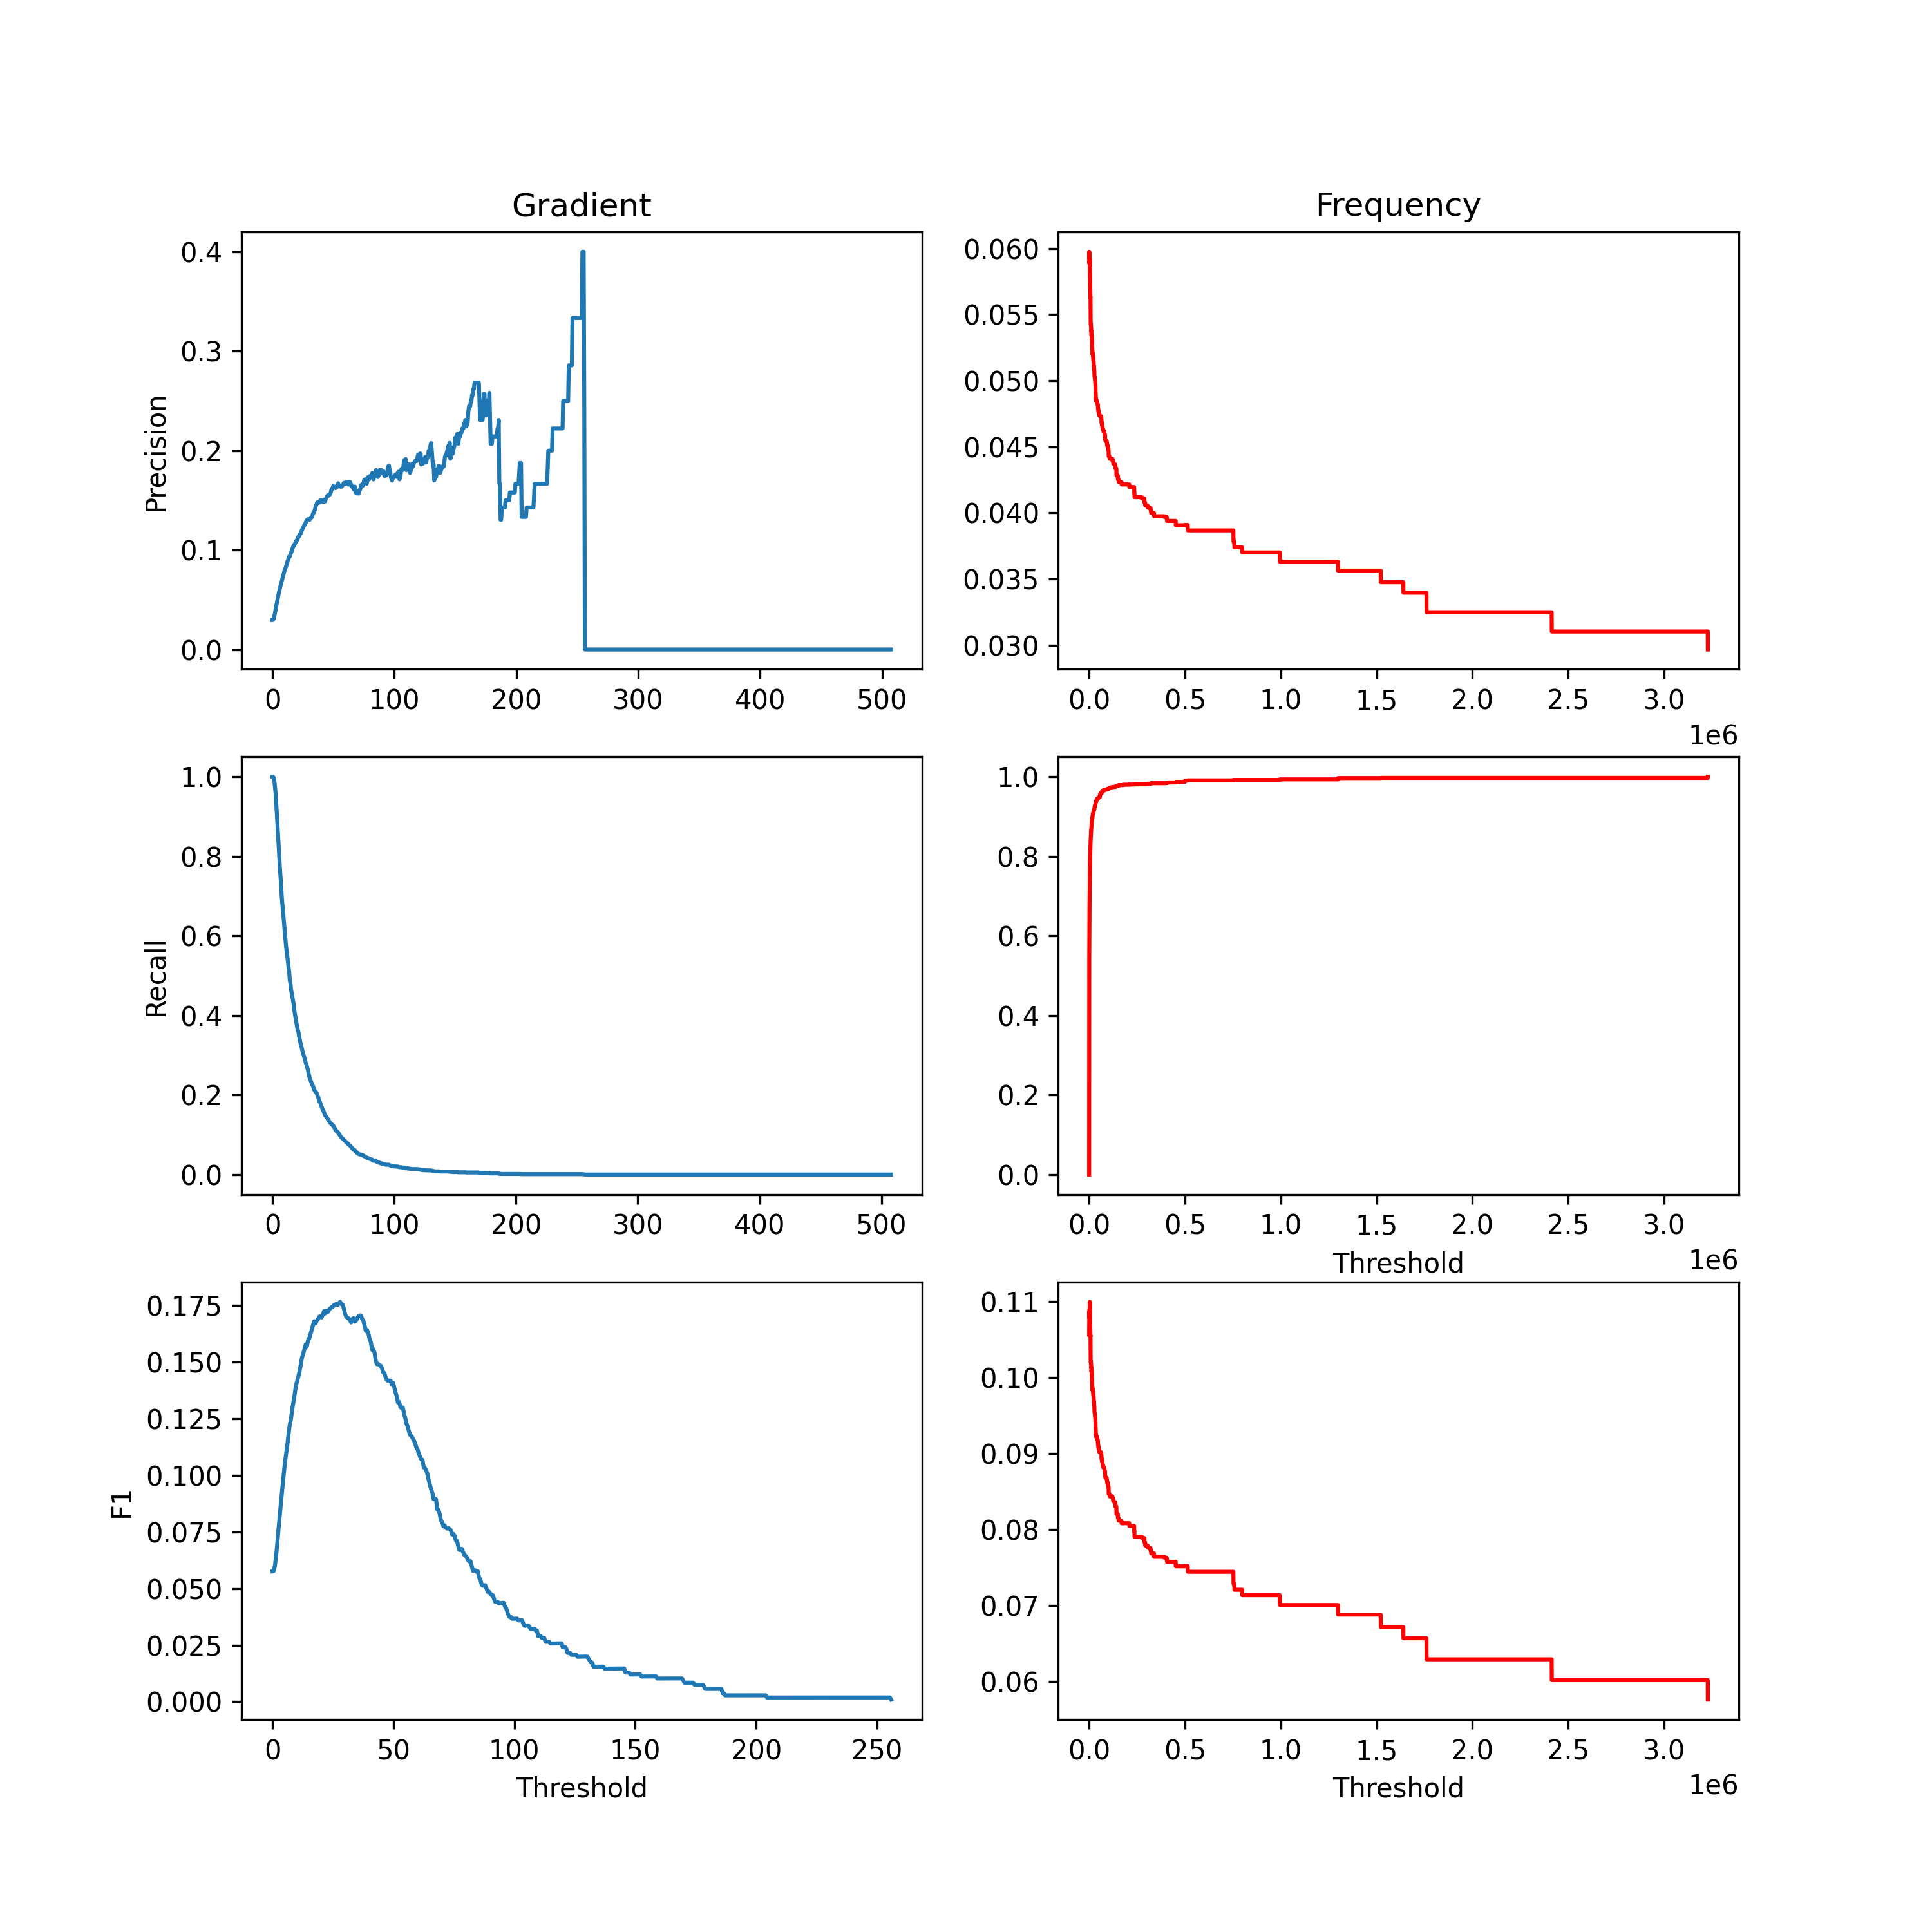 Gradient
Frequency
Precision
0.4
0.3
0.2
0.1
0.0
0 100 200 300 400 500
0.060
0.055
0.050
0.045
0.040
0.035
0.030
0.0 0.5 1.0 1.5 2.0 2.5 3.0
1e6
Recall
1.0
0.8
0.6
0.4
0.2
0.0
0 100 200 300 400 500
1.0
0.8
0.6
0.4
0.2
0.0
0.0 0.5 1.0 1.5 2.0 2.5 3.0
Threshold
1e6
F1
0.175
0.150
0.125
0.100
0.075
0.050
0.025
0.000
0 50 100 150 200 250
Threshold
0.11
0.10
0.09
0.08
0.07
0.06
0.0 0.5 1.0 1.5 2.0 2.5 3.0
Threshold
1e6